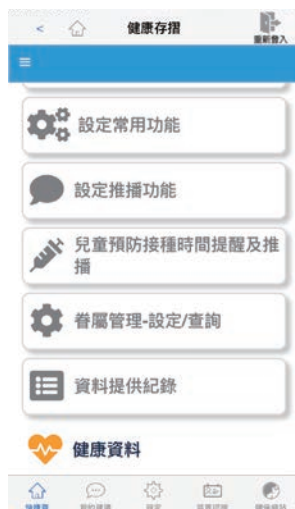 健康存摺
重新登入
設定常用功能
設定推播功能
兒童預防接種時間提醒及推
播
眷屬管理-設定/查詢
資料提供紀錄
健康資料
設定